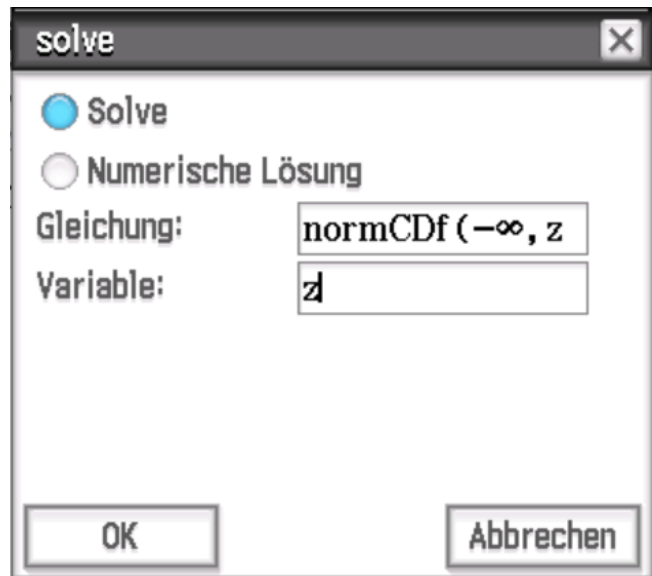 solve
Solve
Numerische Lösung
Gleichung: normCDf(−∞, z
Variable: z
OK Abbrechen